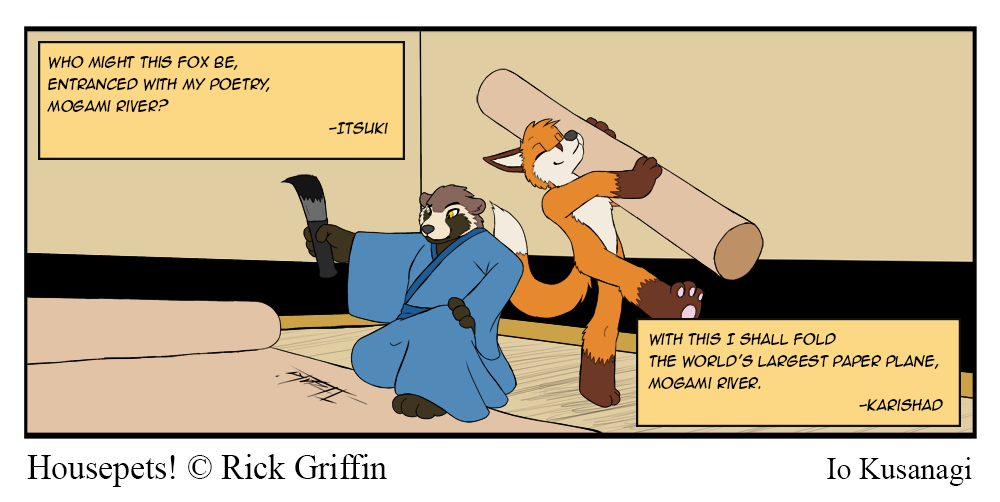 WHO MIGHT THIS FOX BE,
ENTRANCED WITH MY POETRY,
MOGAMI RIVER?
-ITSUKI
WITH THIS I SHALL FOLD
THE WORLD'S LARGEST PAPER PLANE,
MOGAMI RIVER.
-KARISHAD
Housepets! © Rick Griffin
Io Kusanagi